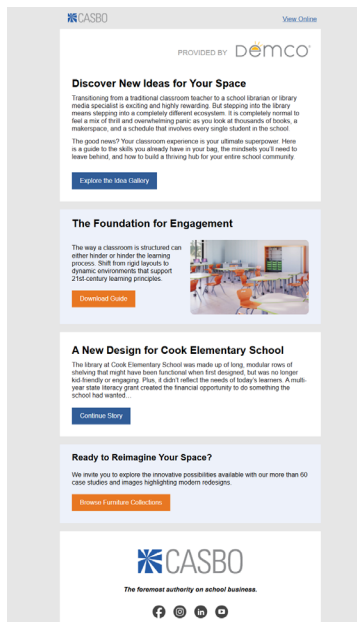 CASBO
View Online
PROVIDED BY Demco
Discover New Ideas for Your Space
Transitioning from a traditional classroom teacher to a school librarian or library
media specialist is exciting and highly rewarding. But stepping into the library
means stepping into a completely different ecosystem. It is completely normal to
feel a mix of thrill and overwhelming panic as you look at thousands of books, a
makerspace, and a schedule that involves every single student in the school
The good news? Your classroom experience is your ultimate superpower. Here
is a guide to the skills you already have in your bag, the mindsets you'll need to
leave behind, and how to build a thriving hub for your entire school community.
Explore the Idea Gallery
The Foundation for Engagement
The way a classroom is structured can
either hinder or hinder the learning
process. Shift from rigid layouts to
dynamic environments that support
21st-century learning principles.
Download Guide
A New Design for Cook Elementary School
The library at Cook Elementary School was made up of long, modular rows of
shelving that might have been functional when first designed, but was no longer
kid-friendly or engaging. Plus, it didn't reflect the needs of today's learners. A multi-
year state literacy grant created the financial opportunity to do something the
school had wanted...
Continue Story
Ready to Reimagine Your Space?
We invite you to explore the innovative possibilities available with our more than 60
case studies and images highlighting modern redesigns.
Browse Furniture Collections
CASBO
The foremost authority on school business.